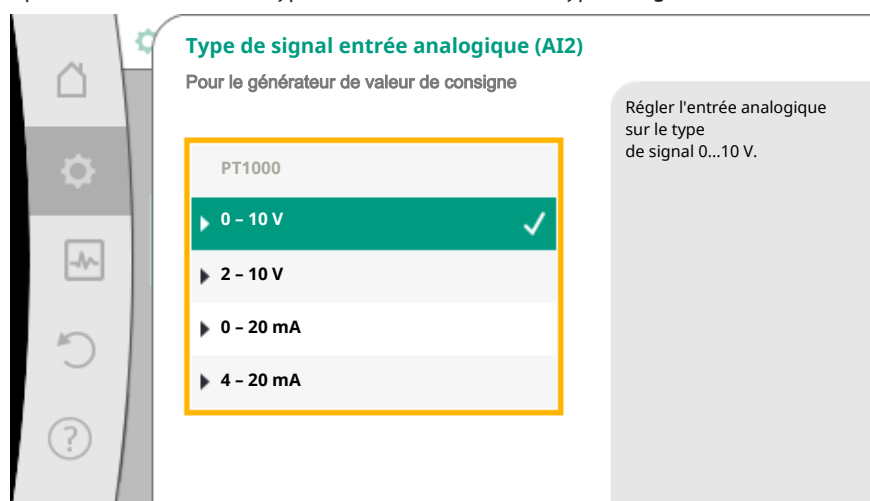 Type de signal entrée analogique (AI2)
Pour le générateur de valeur de consigne
PT1000
0 – 10 V
2 – 10 V
0 – 20 mA
4 – 20 mA
Régler l'entrée analogique
sur le type
de signal 0...10 V.
?